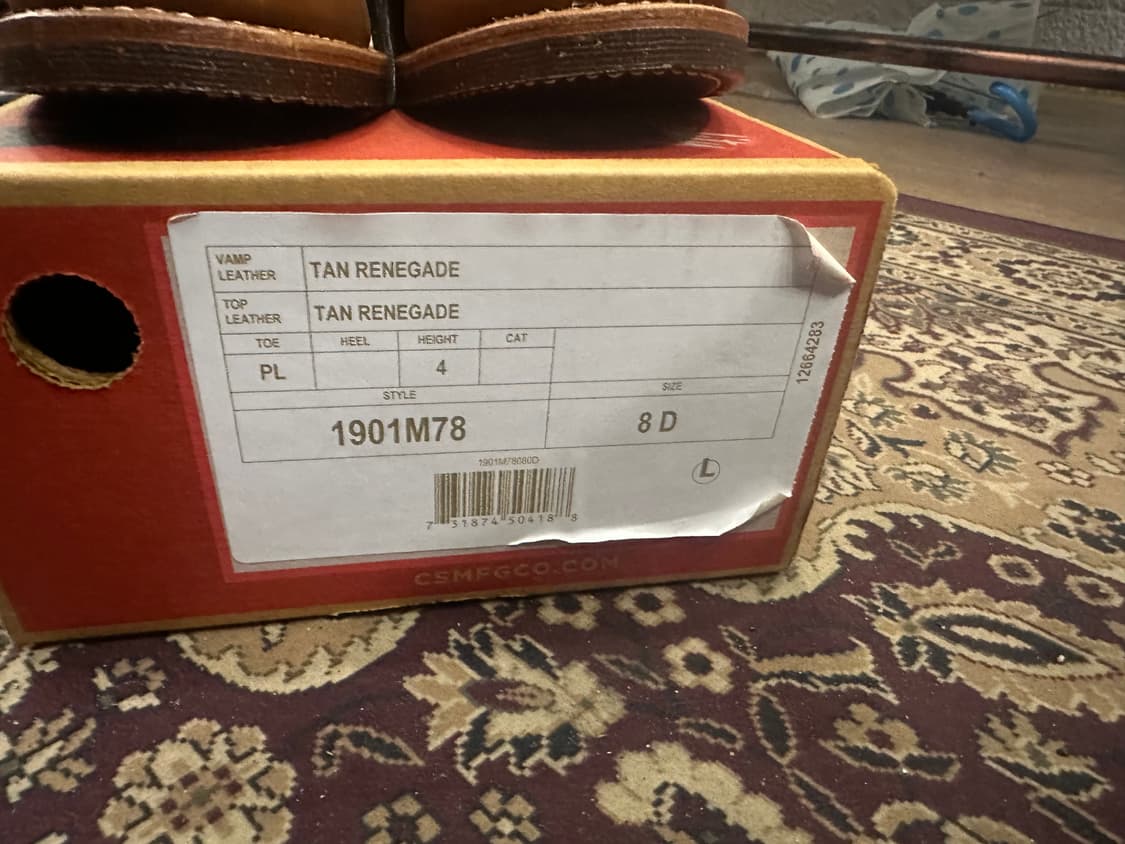 VAMP LEATHER TAN RENEGADE
TOP LEATHER TAN RENEGADE
TOE HEEL HEIGHT CAT
PL 4
STYLE SIZE
1901M78 8 D
12664283
1901M78080D
L
7 31874 50418 8
CSMFGCO.COM